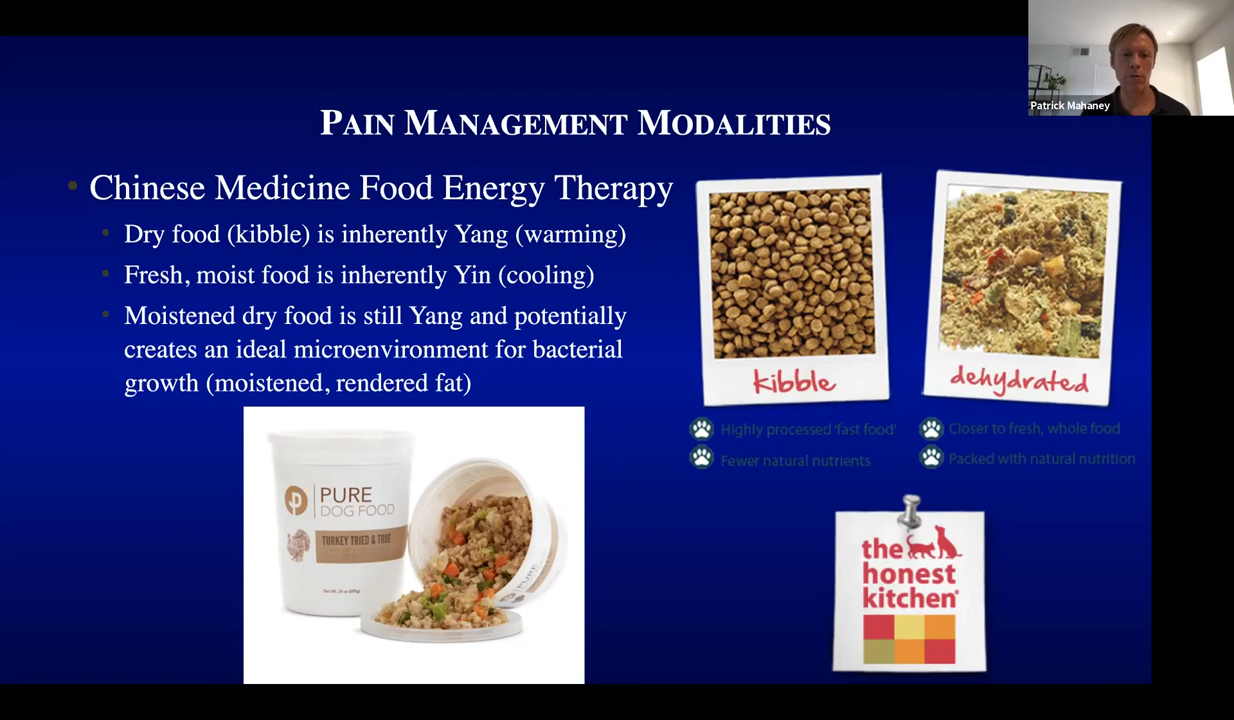 Patrick Mahaney
PAIN MANAGEMENT MODALITIES
• Chinese Medicine Food Energy Therapy
• Dry food (kibble) is inherently Yang (warming)
• Fresh, moist food is inherently Yin (cooling)
• Moistened dry food is still Yang and potentially
creates an ideal microenvironment for bacterial
growth (moistened, rendered fat)
kibble
dehydrated
Highly processed 'fast food'
Fewer natural nutrients
Closer to fresh, whole food
Packed with natural nutrition
PURE
DOG FOOD
TURKEY TRIED & TRUE
PURE
the
honest
kitchen®